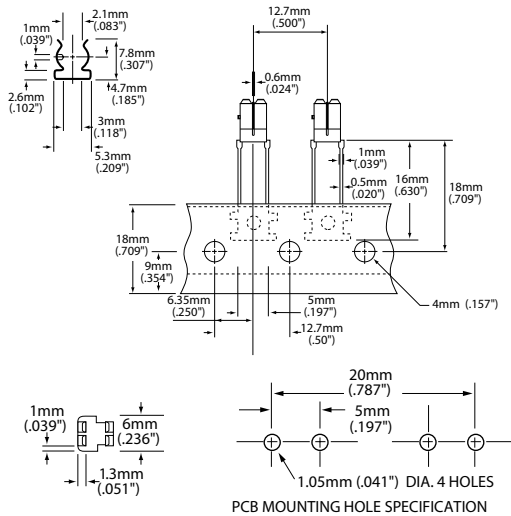 2.1mm
(.083")
1mm
(.039")
7.8mm
(.307")
4.7mm
(.185")
2.6mm
(.102")
3mm
(.118")
5.3mm
(.209")
12.7mm
(.500")
0.6mm
(.024")
1mm
(.039")
0.5mm
(.020")
16mm
(.630")
18mm
(.709")
18mm
(.709")
9mm
(.354")
6.35mm
(.250")
5mm
(.197")
12.7mm
(.50")
4mm (.157")
1mm
(.039")
6mm
(.236")
1.3mm
(.051")
20mm
(.787")
5mm
(.197")
1.05mm (.041") DIA. 4 HOLES
PCB MOUNTING HOLE SPECIFICATION